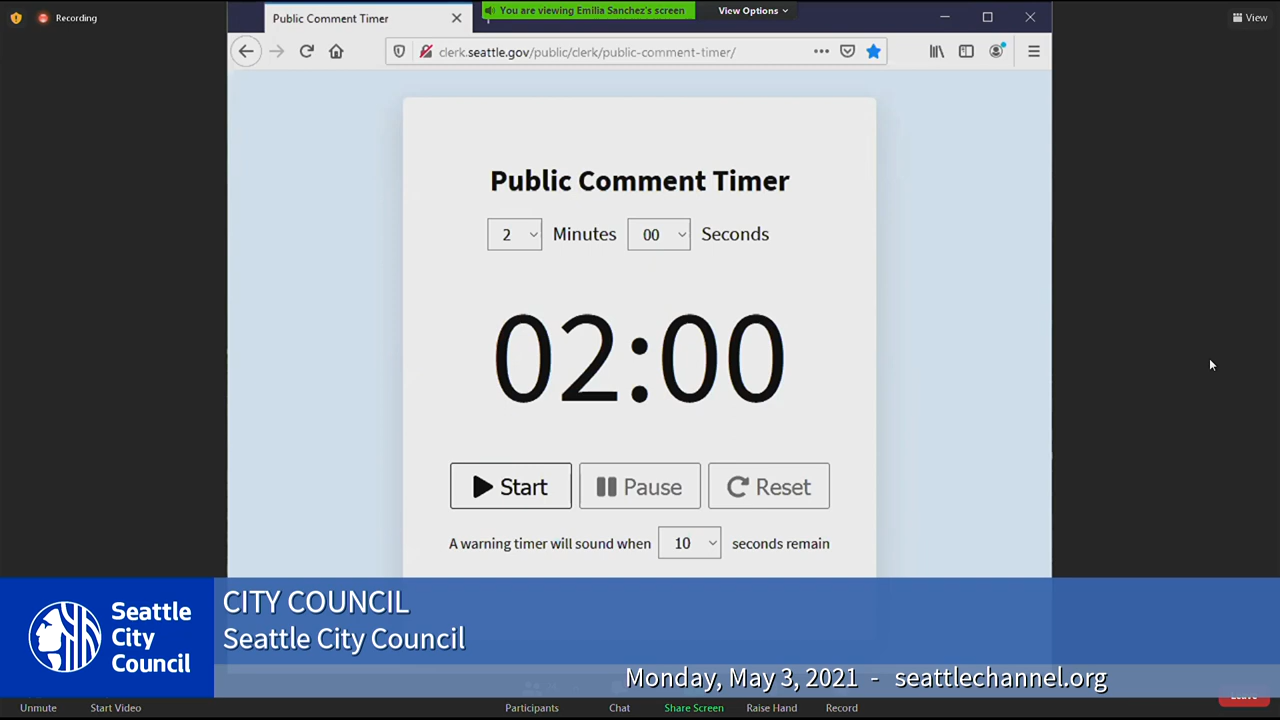 Recording
Public Comment Timer
You are viewing Emilia Sanchez's screen
View Options
View
clerk.seattle.gov/public/clerk/public-comment-timer/
Public Comment Timer
2 Minutes 00 Seconds
02:00
Start Pause Reset
A warning timer will sound when 10 seconds remain
Seattle
City
Council
CITY COUNCIL
Seattle City Council
Monday, May 3, 2021 - seattlechannel.org
Leave
Unmute Start Video Participants Chat Share Screen Raise Hand Record